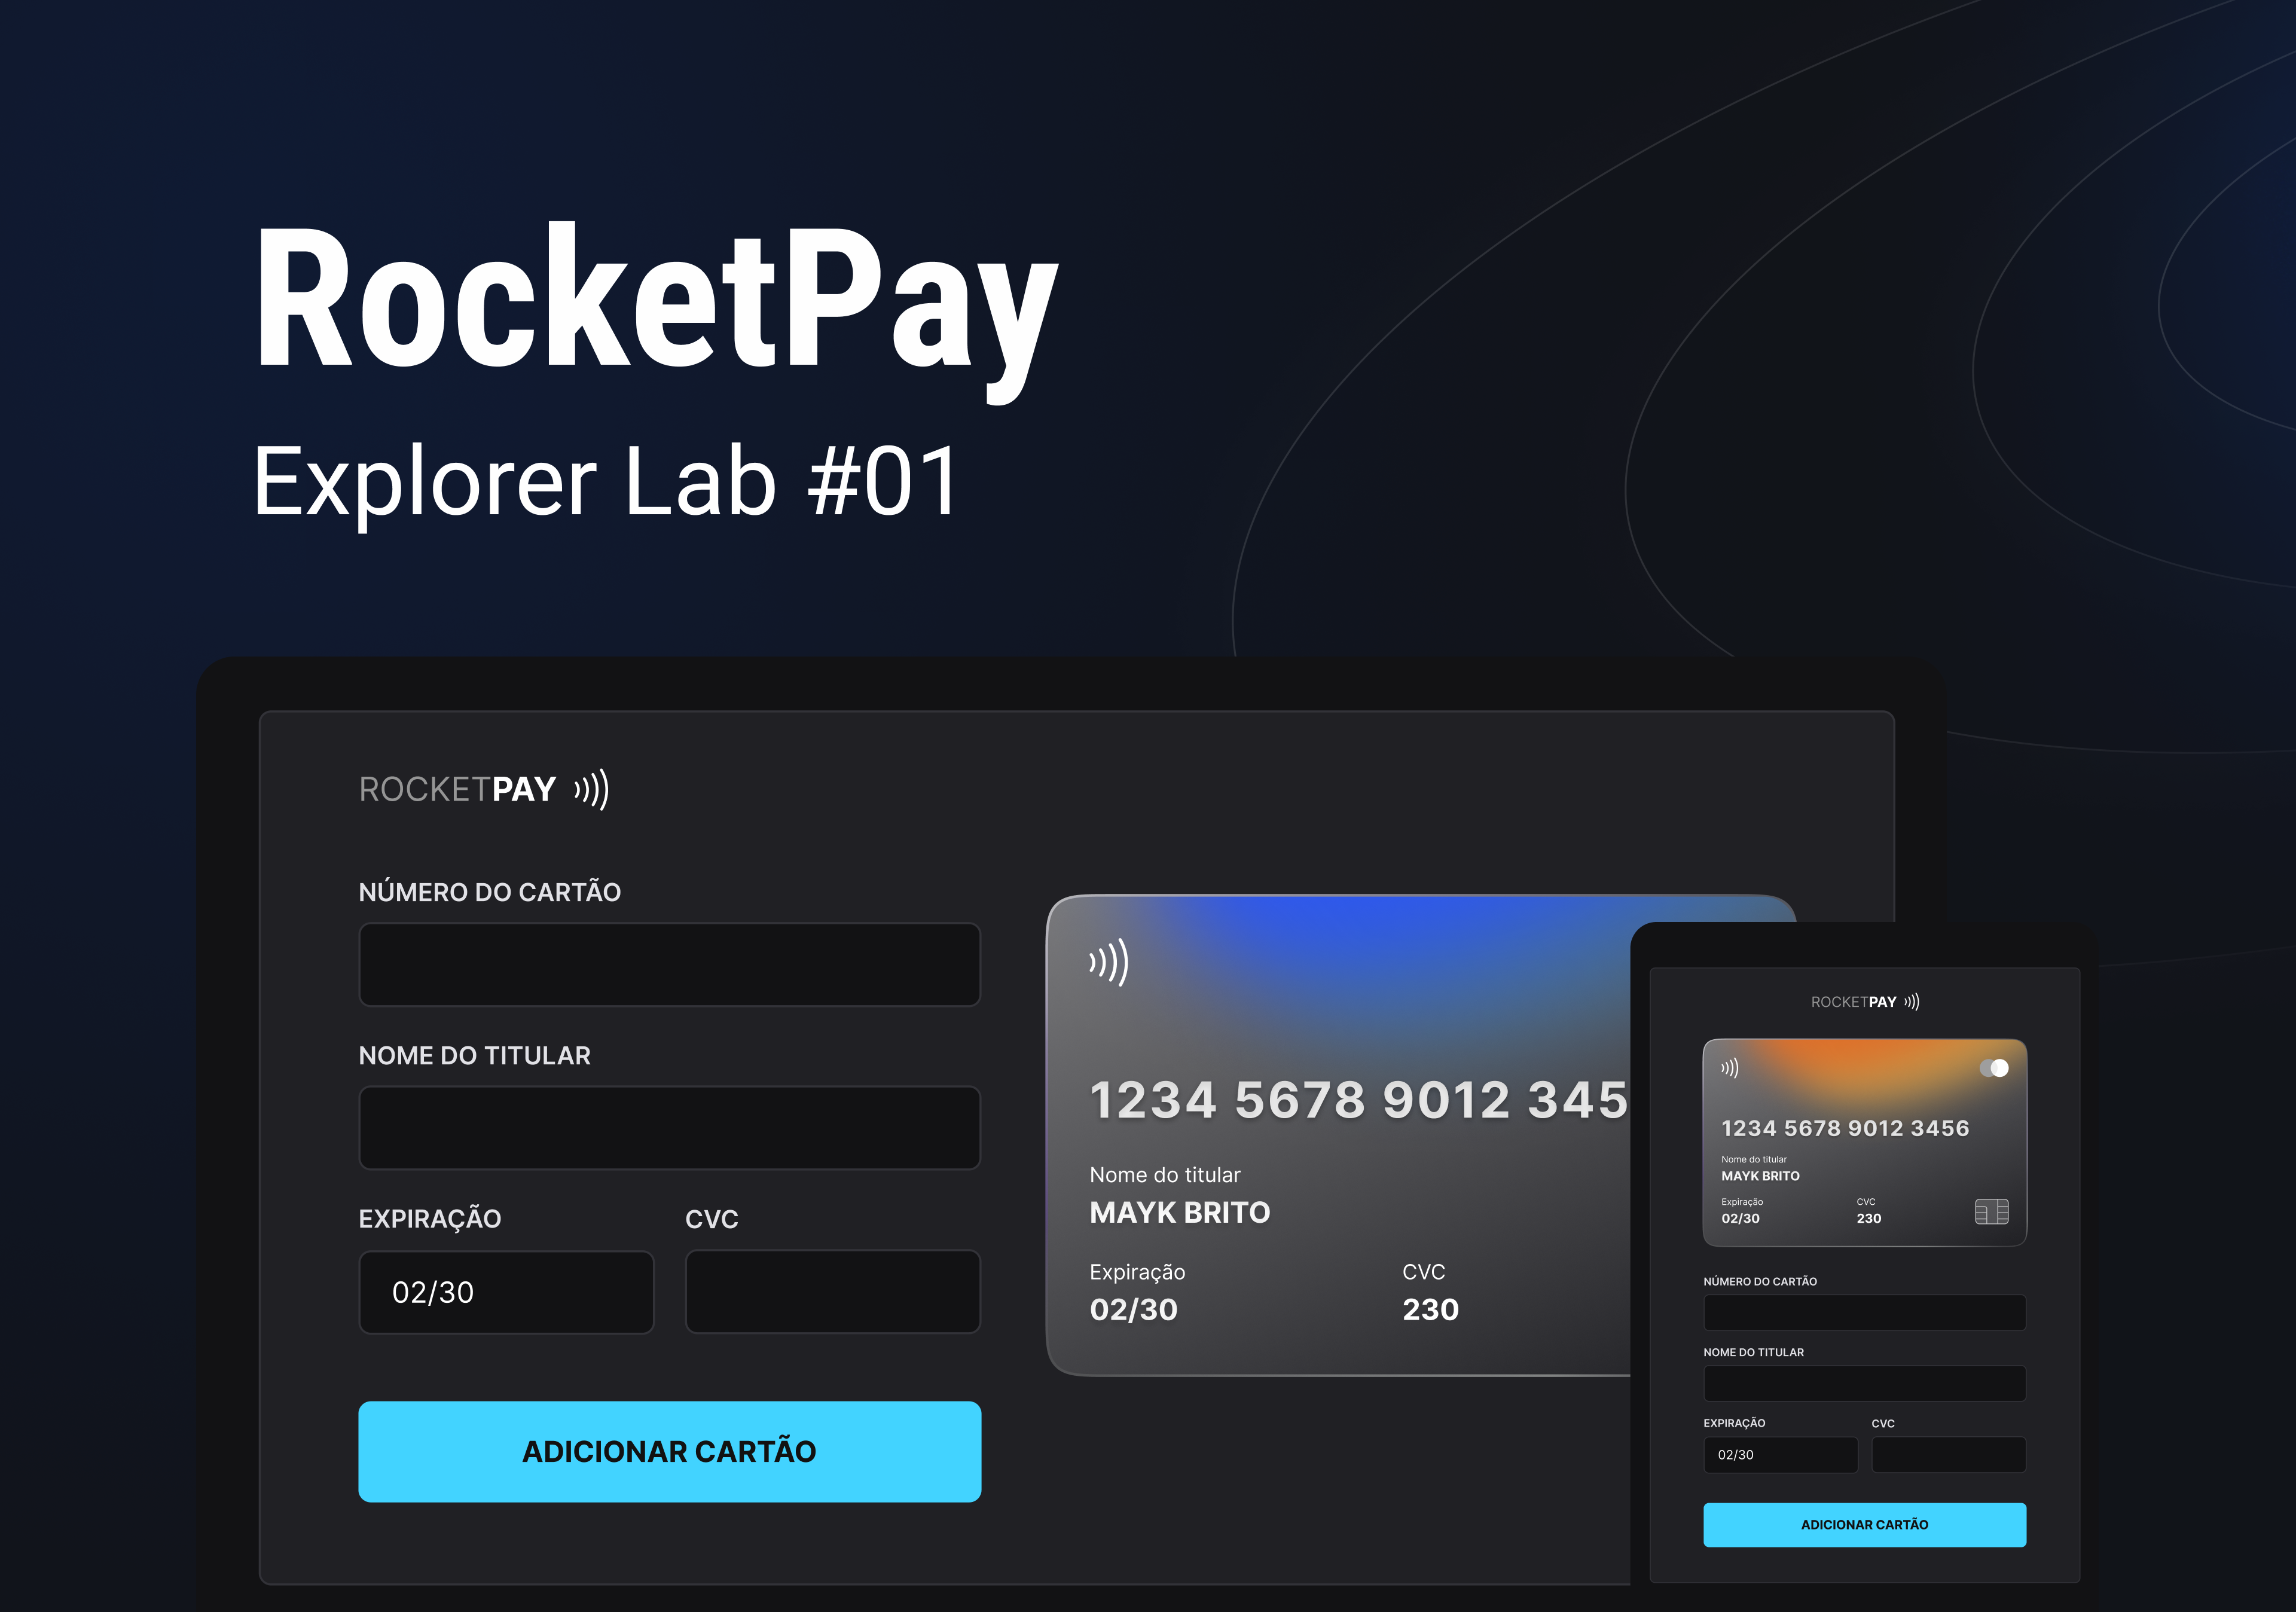 RocketPay
Explorer Lab #01
ROCKETPAY
NÚMERO DO CARTÃO
NOME DO TITULAR
EXPIRAÇÃO CVC
02/30
ADICIONAR CARTÃO
1234 5678 9012 345
Nome do titular
MAYK BRITO
Expiração CVC
02/30 230
ROCKETPAY
1234 5678 9012 3456
Nome do titular
MAYK BRITO
Expiração CVC
02/30 230
NÚMERO DO CARTÃO
NOME DO TITULAR
EXPIRAÇÃO CVC
02/30
ADICIONAR CARTÃO